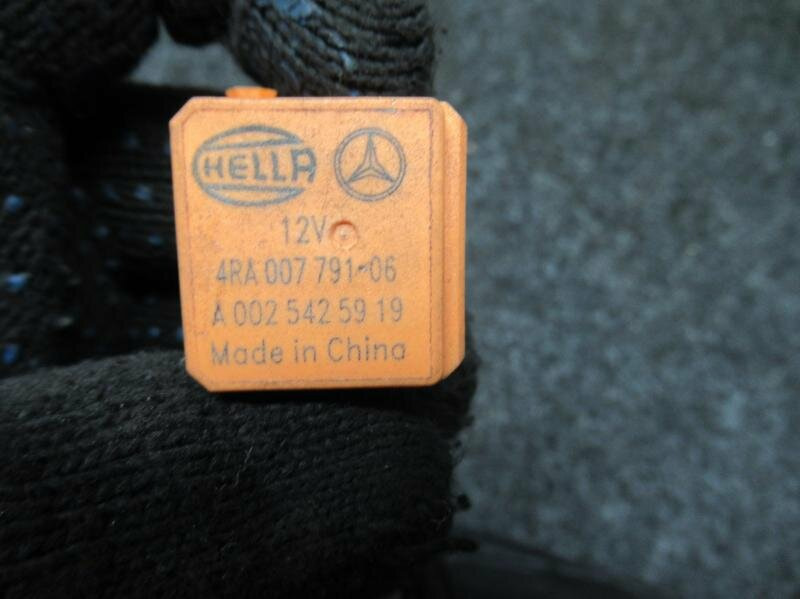 HELLA
12V
4RA 007 791-06
A 002 542 59 19
Made in China